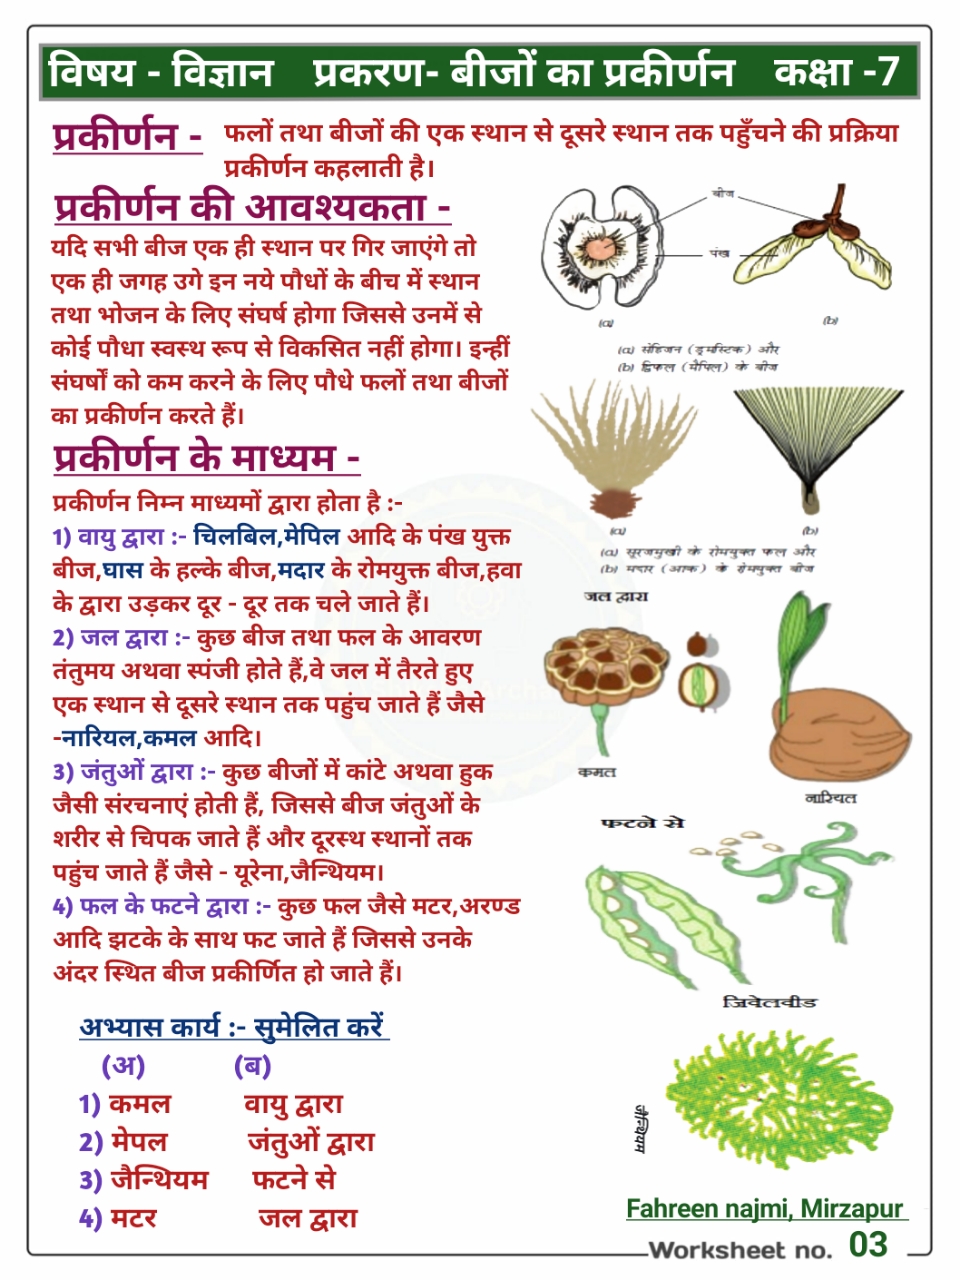 विषय - विज्ञान प्रकरण- बीजों का प्रकीर्णन कक्षा -7
प्रकीर्णन - फलों तथा बीजों की एक स्थान से दूसरे स्थान तक पहुँचने की प्रक्रिया
प्रकीर्णन कहलाती है।
प्रकीर्णन की आवश्यकता -
यदि सभी बीज एक ही स्थान पर गिर जाएंगे तो
एक ही जगह उगे इन नये पौधों के बीच में स्थान
तथा भोजन के लिए संघर्ष होगा जिससे उनमें से
कोई पौधा स्वस्थ रूप से विकसित नहीं होगा। इन्हीं
संघर्षों को कम करने के लिए पौधे फलों तथा बीजों
का प्रकीर्णन करते हैं।
प्रकीर्णन के माध्यम -
प्रकीर्णन निम्न माध्यमों द्वारा होता है :-
1) वायु द्वारा :- चिलबिल,मेपिल आदि के पंख युक्त
बीज,घास के हल्के बीज,मदार के रोमयुक्त बीज,हवा
के द्वारा उड़कर दूर - दूर तक चले जाते हैं।
2) जल द्वारा :- कुछ बीज तथा फल के आवरण
तंतुमय अथवा स्पंजी होते हैं,वे जल में तैरते हुए
एक स्थान से दूसरे स्थान तक पहुंच जाते हैं जैसे
-नारियल,कमल आदि।
3) जंतुओं द्वारा :- कुछ बीजों में कांटे अथवा हुक
जैसी संरचनाएं होती हैं, जिससे बीज जंतुओं के
शरीर से चिपक जाते हैं और दूरस्थ स्थानों तक
पहुंच जाते हैं जैसे - यूरेना,जैन्थियम।
4) फल के फटने द्वारा :- कुछ फल जैसे मटर,अरण्ड
आदि झटके के साथ फट जाते हैं जिससे उनके
अंदर स्थित बीज प्रकीर्णित हो जाते हैं।
अभ्यास कार्य :- सुमेलित करें
(अ) (ब)
1) कमल वायु द्वारा
2) मेपल जंतुओं द्वारा
3) जैन्थियम फटने से
4) मटर जल द्वारा
बीज
पंख
(a) (b)
(a) सेहिजन (ड्रमस्टिक) और
(b) द्विफल (मैपिल) के बीज
(a) (b)
(a) सूरजमुखी के रोमयुक्त फल और
(b) मदार (आक) के रोमयुक्त बीज
जल द्वारा
कमल
नारियल
फटने से
जिवेलवीड
जैन्थियम
Fahreen najmi, Mirzapur
Worksheet no. 03